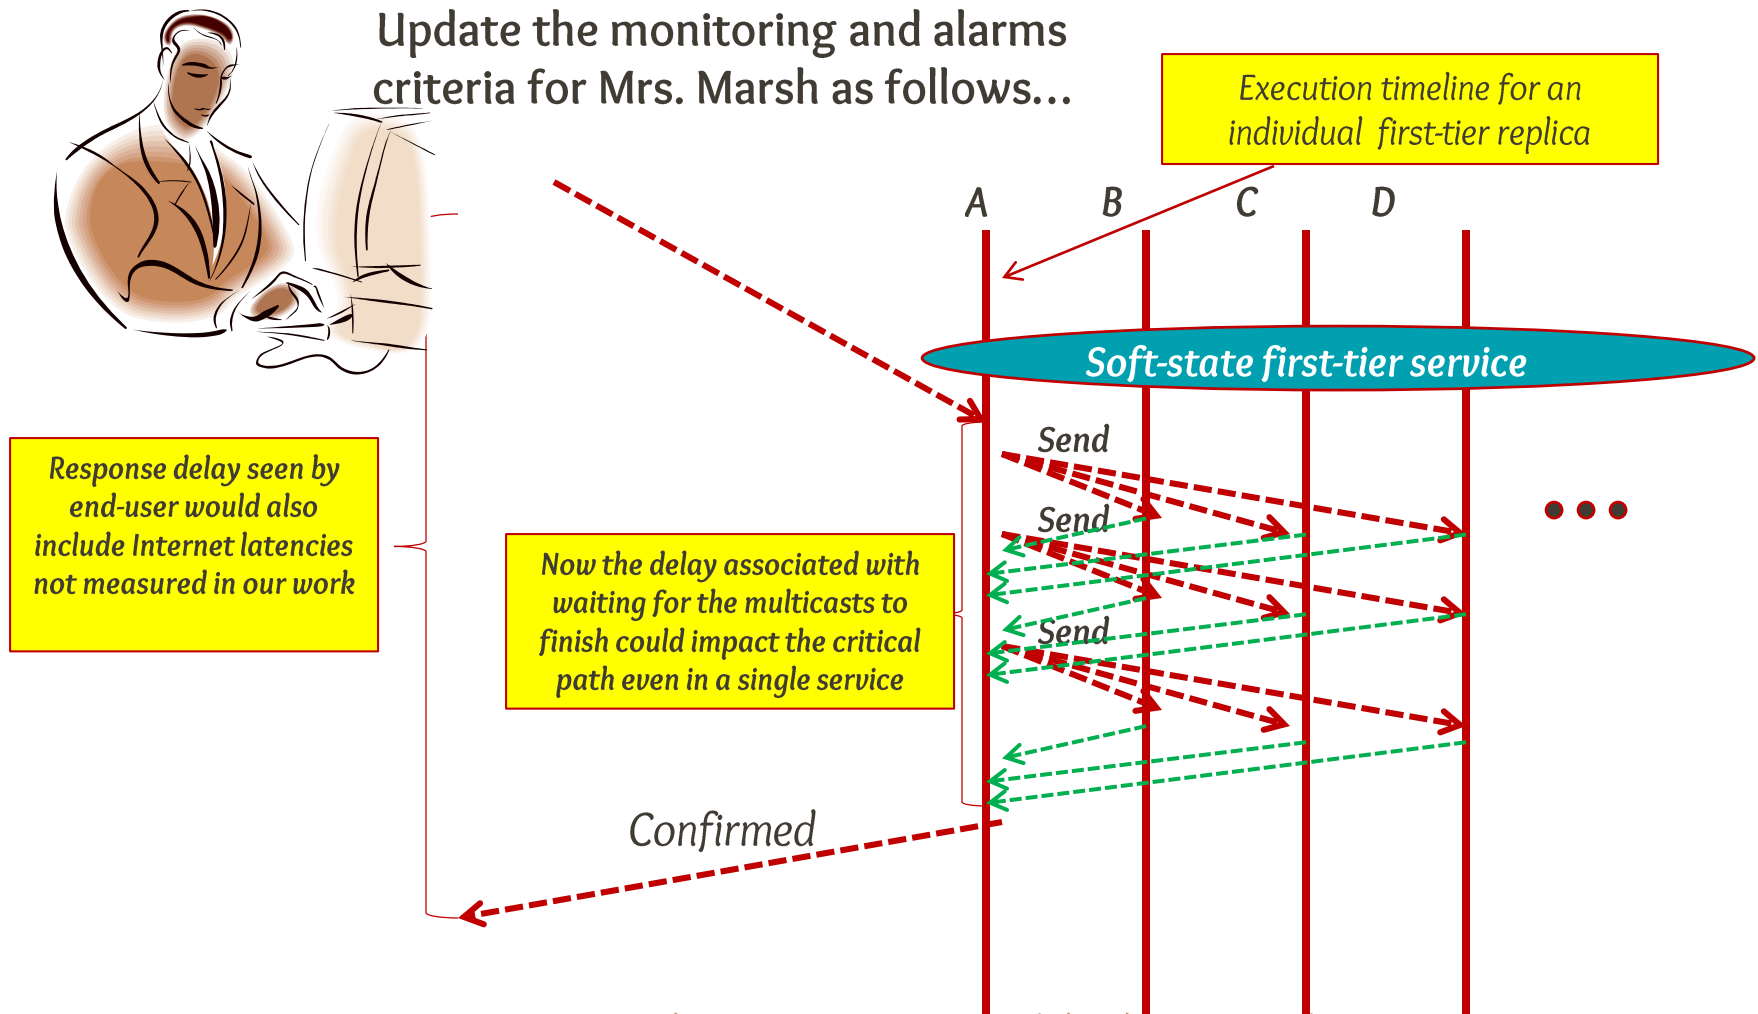 Update the monitoring and alarms
criteria for Mrs. Marsh as follows…
Execution timeline for an
individual first-tier replica
A B C D
Soft-state first-tier service
Send
Response delay seen by
end-user would also
include Internet latencies
not measured in our work
Send
Now the delay associated with
waiting for the multicasts to
finish could impact the critical
path even in a single service
Send
Confirmed